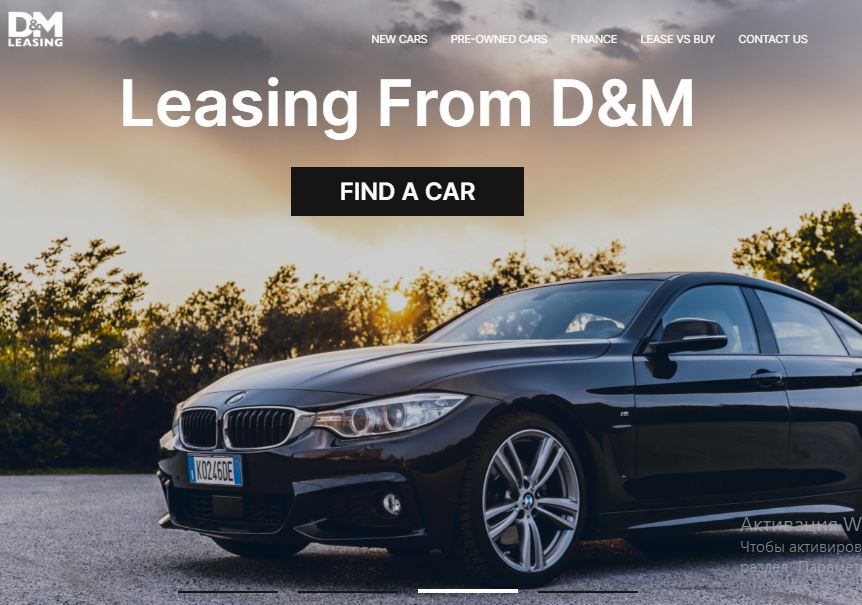 D&M
LEASING
NEW CARS PRE-OWNED CARS FINANCE LEASE VS BUY CONTACT US
Leasing From D&M
FIND A CAR
KO246DE
Активация W
Чтобы активиров
раздел "Парамет